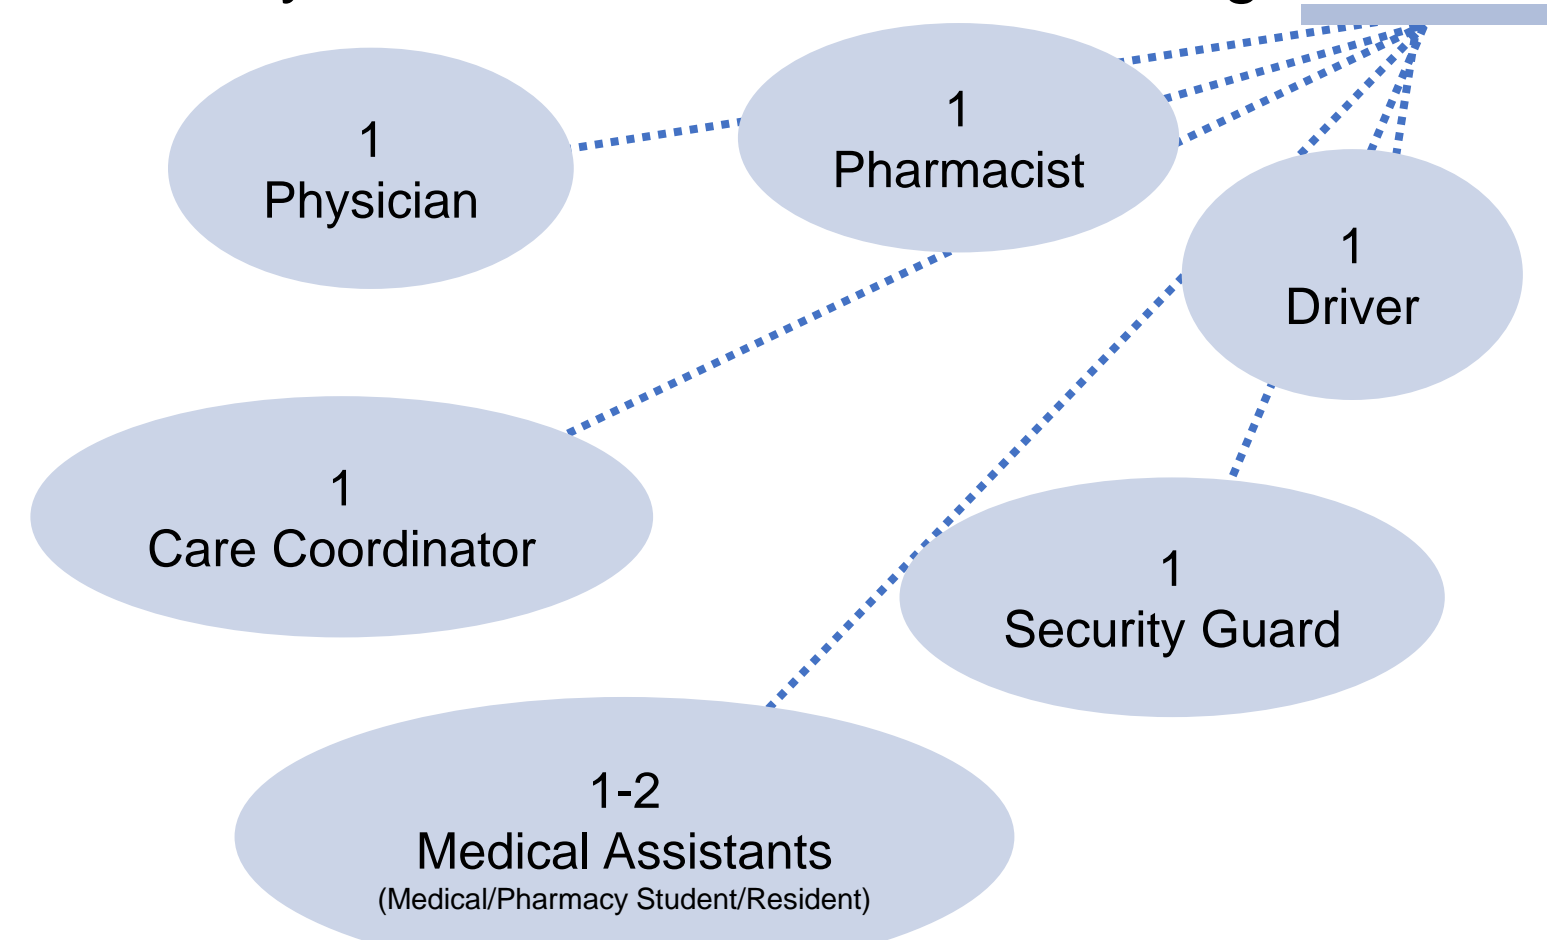 1
Physician
1
Pharmacist
1
Driver
1
Care Coordinator
1
Security Guard
1-2
Medical Assistants
(Medical/Pharmacy Student/Resident)